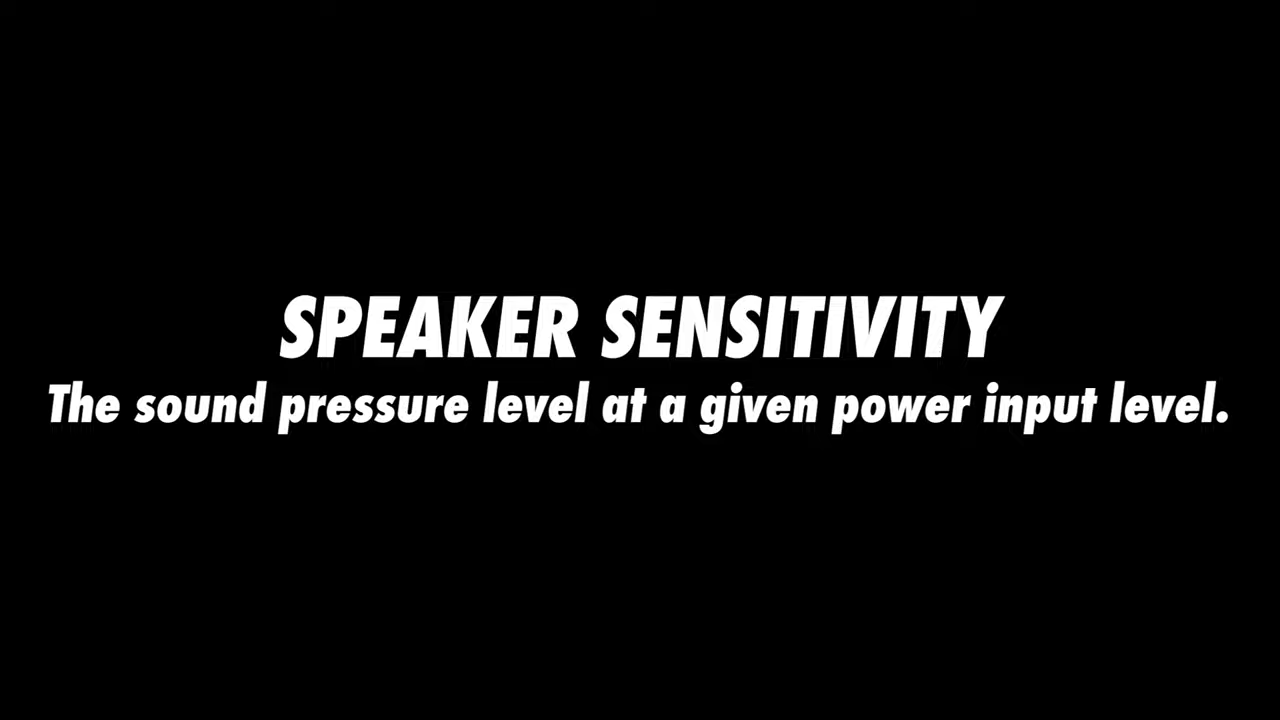 SPEAKER SENSITIVITY
The sound pressure level at a given power input level.